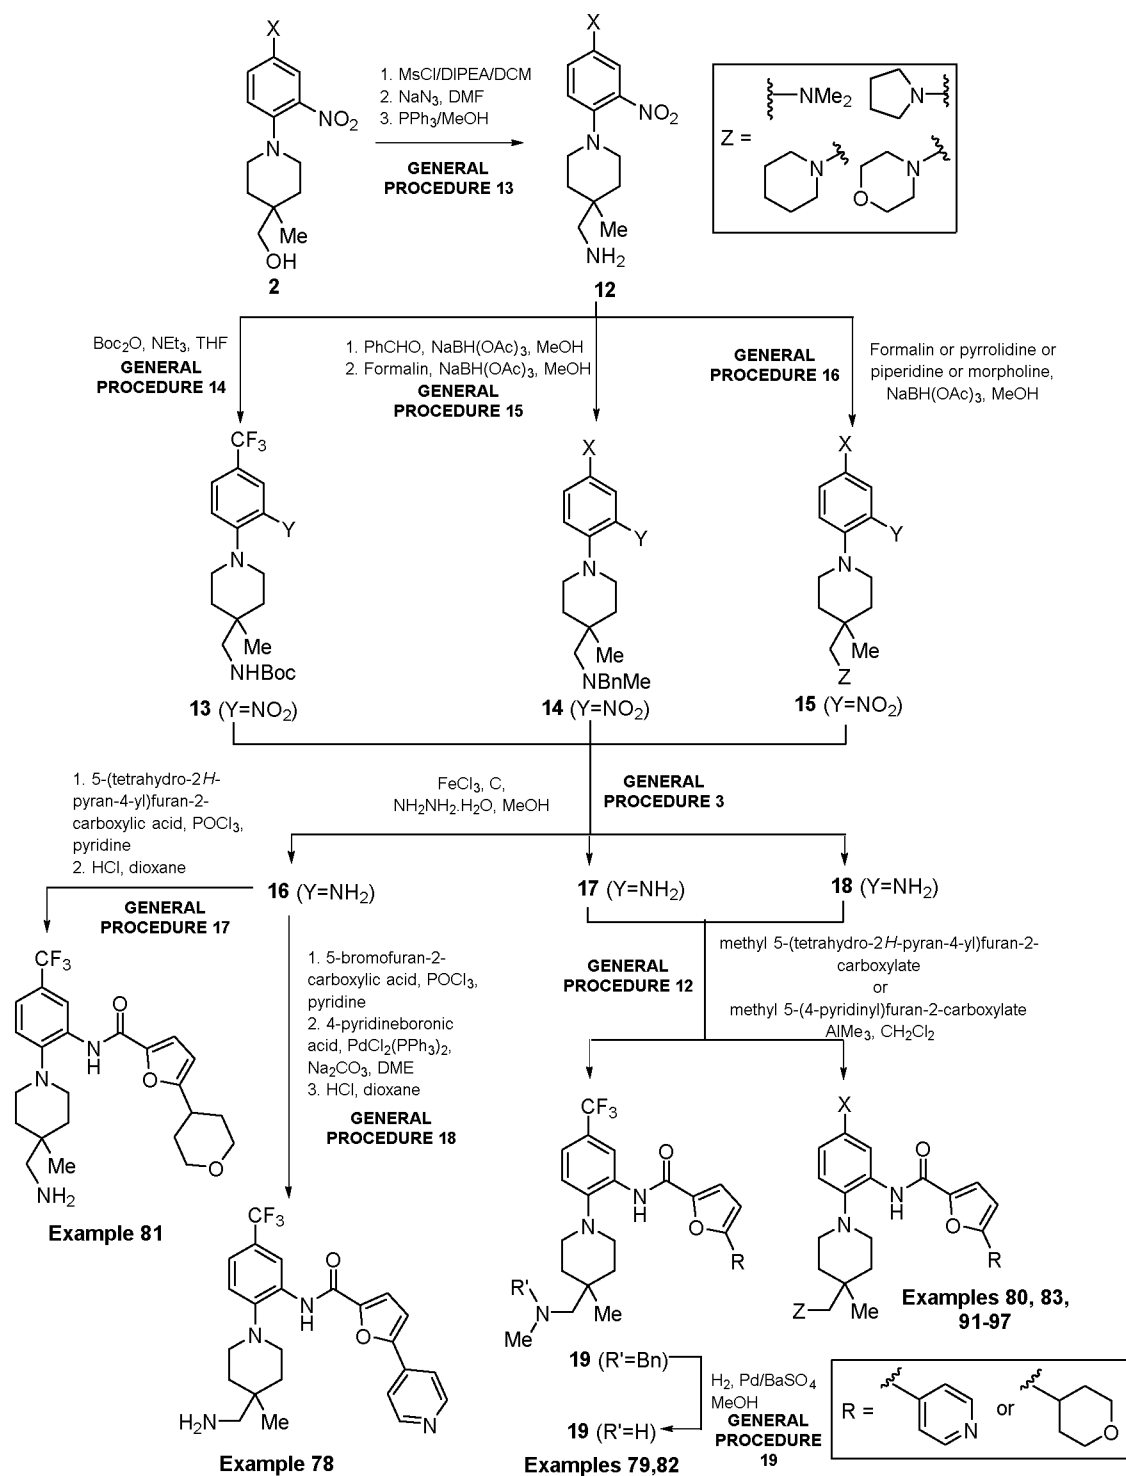 X
NO2
N
Me
OH
2
1. MsCl/DIPEA/DCM
2. NaN3, DMF
3. PPh3/MeOH
GENERAL
PROCEDURE 13
X
NO2
N
Me
NH2
12
Z =
NMe2
N
N
N
O
Boc2O, NEt3, THF
GENERAL
PROCEDURE 14
1. PhCHO, NaBH(OAc)3, MeOH
2. Formalin, NaBH(OAc)3, MeOH
GENERAL
PROCEDURE 15
GENERAL
PROCEDURE 16
Formalin or pyrrolidine or
piperidine or morpholine,
NaBH(OAc)3, MeOH
CF3
Y
N
Me
NHBoc
13 (Y=NO2)
X
Y
N
Me
NBnMe
14 (Y=NO2)
X
Y
N
Me
Z
15 (Y=NO2)
1. 5-(tetrahydro-2H-
pyran-4-yl)furan-2-
carboxylic acid, POCl3,
pyridine
2. HCl, dioxane
GENERAL
PROCEDURE 17
FeCl3, C,
NH2NH2.H2O, MeOH
GENERAL
PROCEDURE 3
16 (Y=NH2)
17 (Y=NH2)
18 (Y=NH2)
CF3
O
NH
O
N
Me
NH2
O
Example 81
1. 5-bromofuran-2-
carboxylic acid, POCl3,
pyridine
2. 4-pyridineboronic
acid, PdCl2(PPh3)2,
Na2CO3, DME
3. HCl, dioxane
GENERAL
PROCEDURE 18
GENERAL
PROCEDURE 12
methyl 5-(tetrahydro-2H-pyran-4-yl)furan-2-
carboxylate
or
methyl 5-(4-pyridinyl)furan-2-carboxylate
AlMe3, CH2Cl2
CF3
O
N
H
O
N
H2N
Me
N
Example 78
CF3
O
N
H
O
R
N
R'
N
Me
Me
19 (R'=Bn)
H2, Pd/BaSO4
MeOH
GENERAL
PROCEDURE
19
19 (R'=H)
Examples 79,82
X
O
N
H
O
R
N
Z
Me
Examples 80, 83,
91-97
R =
N
or
O